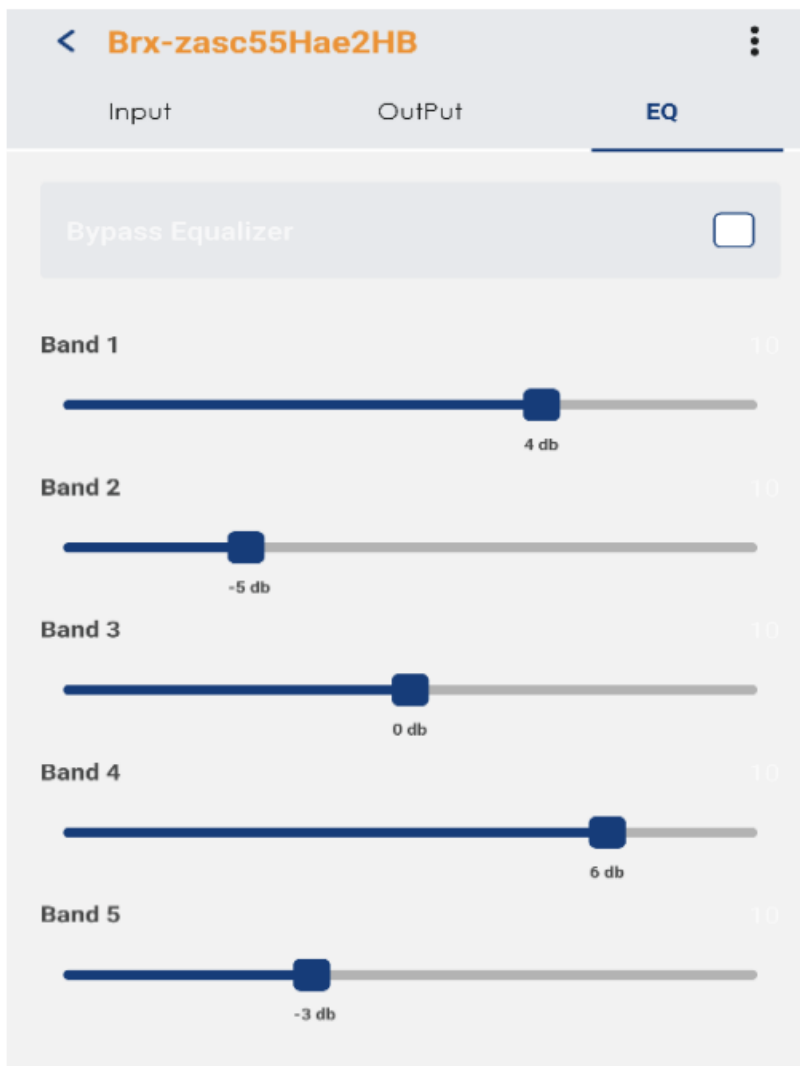 Brx-zasc55Hae2HB
Input OutPut EQ
Bypass Equalizer
Band 1 10
4 db
Band 2 10
-5 db
Band 3 10
0 db
Band 4 10
6 db
Band 5 10
-3 db